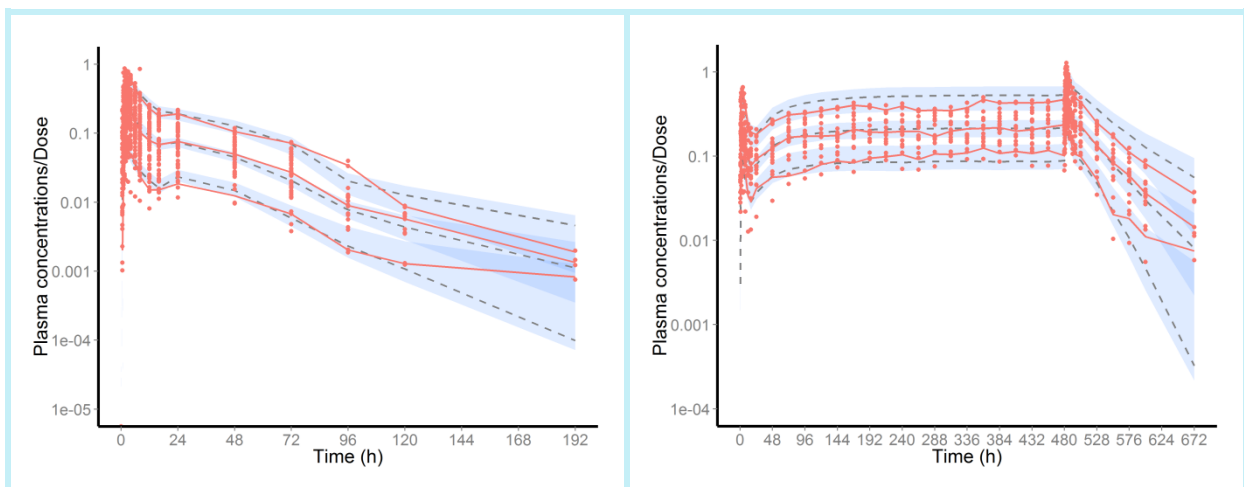 Plasma concentrations/Dose
1
0.1
0.01
0.001
1e-04
1e-05
0 24 48 72 96 120 144 168 192
Time (h)
Plasma concentrations/Dose
1
0.1
0.01
0.001
1e-04
0 48 96 144 192 240 288 336 384 432 480 528 576 624 672
Time (h)